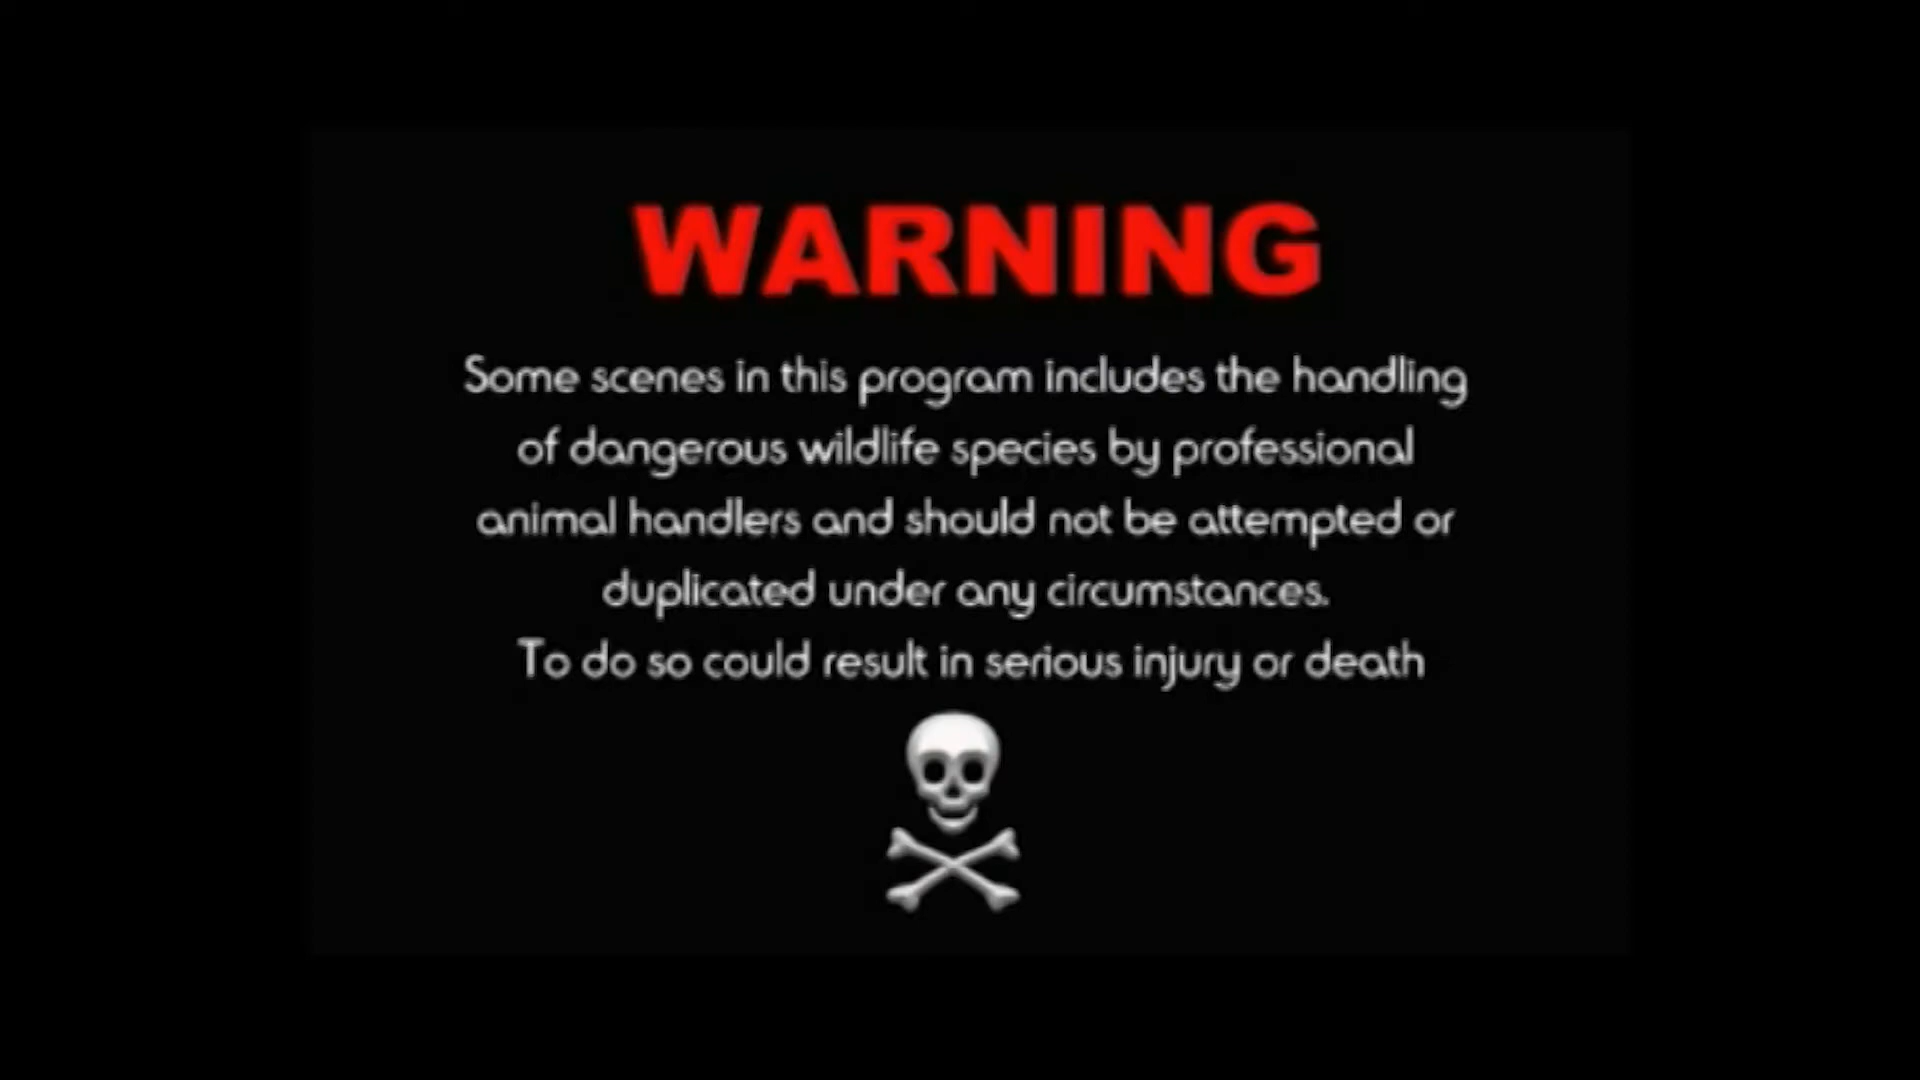 WARNING
Some scenes in this program includes the handling
of dangerous wildlife species by professional
animal handlers and should not be attempted or
duplicated under any circumstances.
To do so could result in serious injury or death